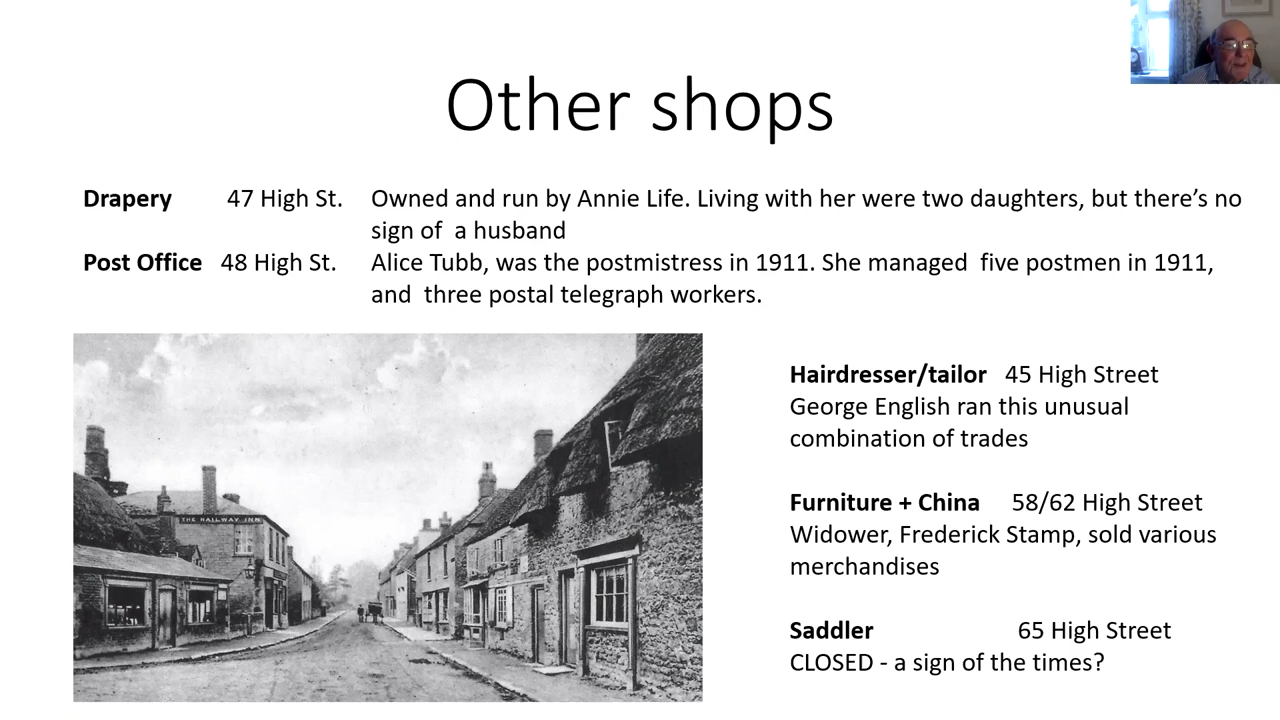 Other shops
Drapery 47 High St. Owned and run by Annie Life. Living with her were two daughters, but there's no
sign of a husband
Post Office 48 High St. Alice Tubb, was the postmistress in 1911. She managed five postmen in 1911,
and three postal telegraph workers.
THE RAILWAY INN
Hairdresser/tailor 45 High Street
George English ran this unusual
combination of trades
Furniture + China 58/62 High Street
Widower, Frederick Stamp, sold various
merchandises
Saddler 65 High Street
CLOSED - a sign of the times?